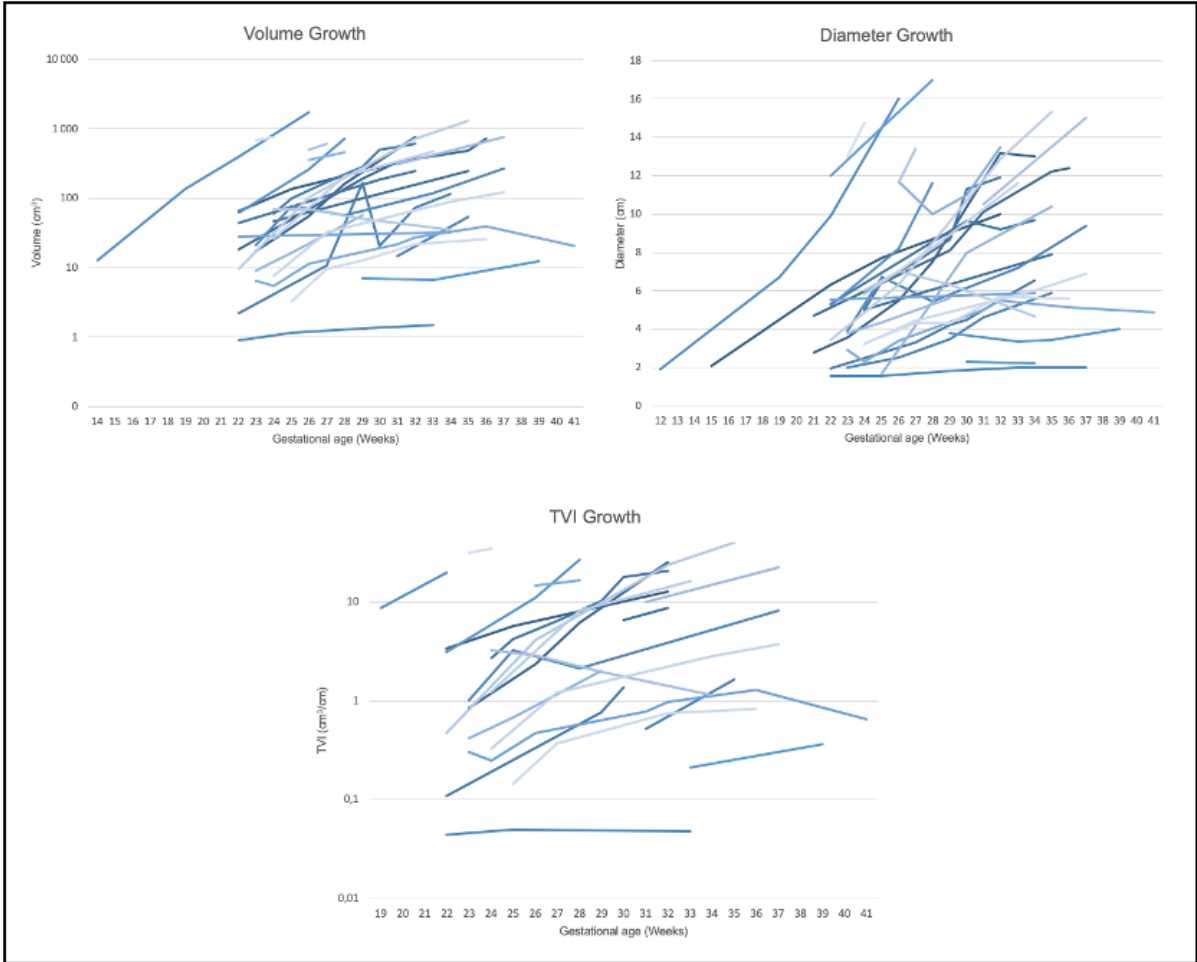 Volume Growth
10 000
1 000
100
10
1
0
Volume (cm³)
14 15 16 17 18 19 20 21 22 23 24 25 26 27 28 29 30 31 32 33 34 35 36 37 38 39 40 41
Gestational age (Weeks)
Diameter Growth
18
16
14
12
10
8
6
4
2
0
Diameter (cm)
12 13 14 15 16 17 18 19 20 21 22 23 24 25 26 27 28 29 30 31 32 33 34 35 36 37 38 39 40 41
Gestational age (Weeks)
TVI Growth
10
1
0,1
0,01
TVI (cm³/cm)
19 20 21 22 23 24 25 26 27 28 29 30 31 32 33 34 35 36 37 38 39 40 41
Gestational age (Weeks)